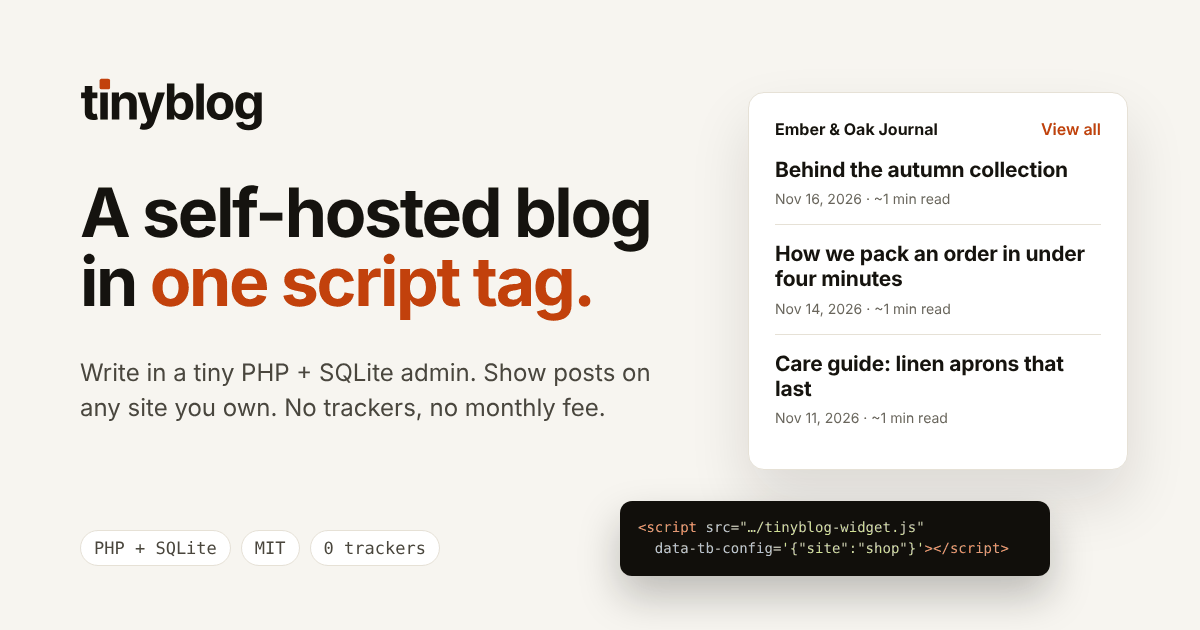 tinyblog
A self-hosted blog
in one script tag.
Write in a tiny PHP + SQLite admin. Show posts on
any site you own. No trackers, no monthly fee.
PHP + SQLite
MIT
0 trackers
Ember & Oak Journal
View all
Behind the autumn collection
Nov 16, 2026 · ~1 min read
How we pack an order in under
four minutes
Nov 14, 2026 · ~1 min read
Care guide: linen aprons that
last
Nov 11, 2026 · ~1 min read
<script src="…/tinyblog-widget.js"
data-tb-config='{"site":"shop"}'></script>